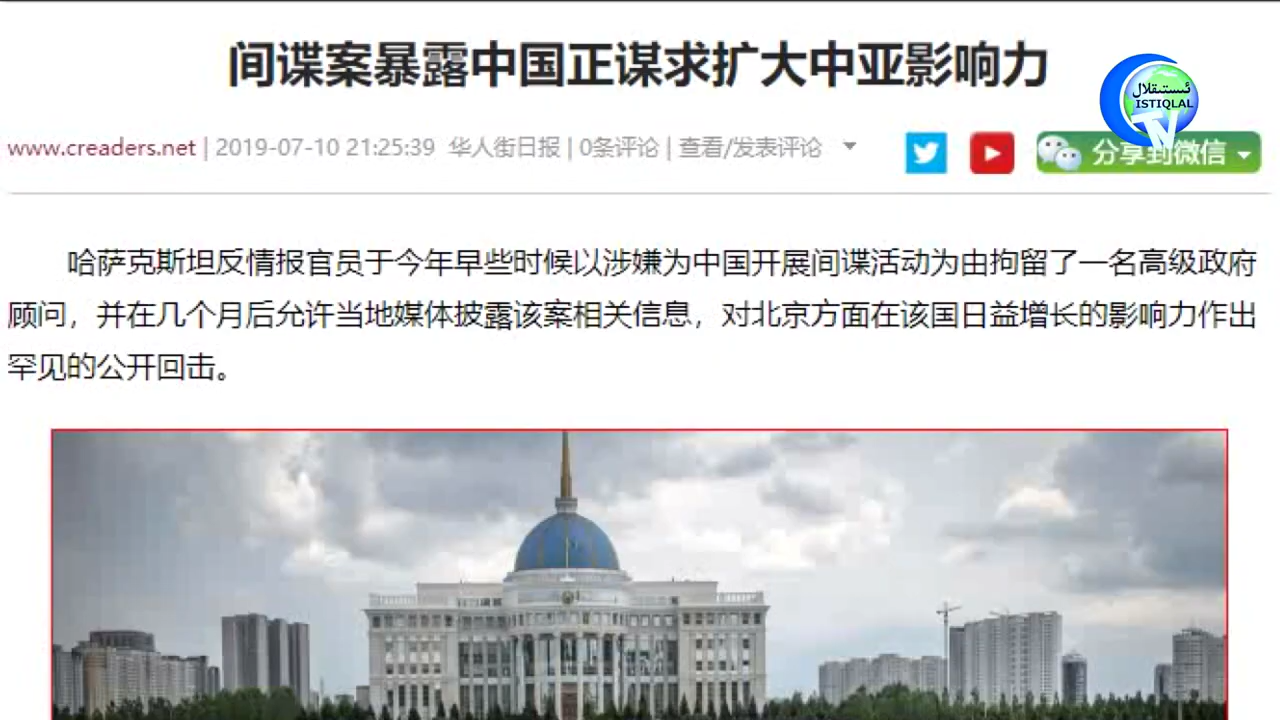 间谍案暴露中国正谋求扩大中亚影响力
ئىستىقلال
ISTIQLAL
TV
www.creaders.net | 2019-07-10 21:25:39 华人街日报 | 0条评论 | 查看/发表评论
分享到微信
哈萨克斯坦反情报官员于今年早些时候以涉嫌为中国开展间谍活动为由拘留了一名高级政府
顾问，并在几个月后允许当地媒体披露该案相关信息，对北京方面在该国日益增长的影响力作出
罕见的公开回击。